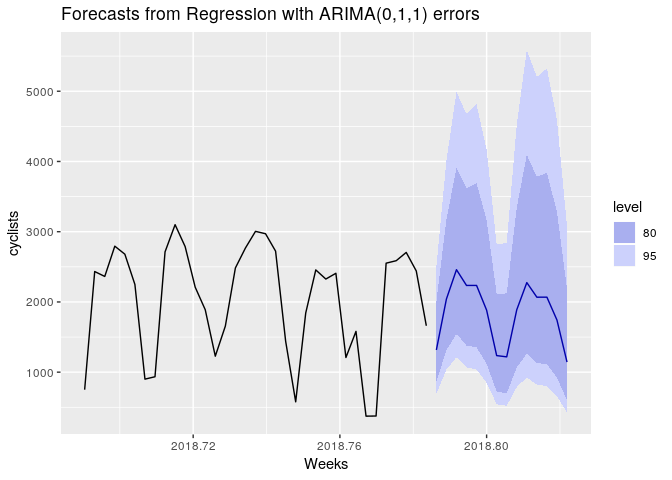 Forecasts from Regression with ARIMA(0,1,1) errors
cyclists
5000
4000
3000
2000
1000
2018.72
2018.76
2018.80
Weeks
level
80
95